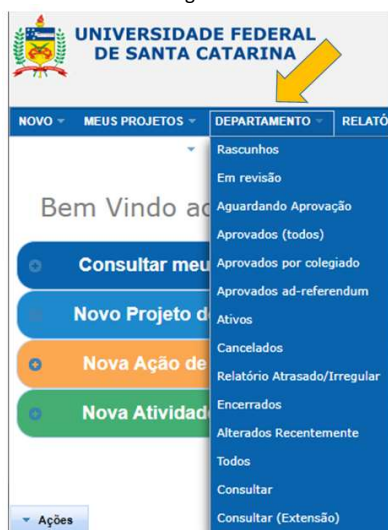 UNIVERSIDADE FEDERAL
DE SANTA CATARINA
NOVO MEUS PROJETOS DEPARTAMENTO RELATÓ
Rascunhos
Em revisão
Aguardando Aprovação
Aprovados (todos)
Aprovados por colegiado
Aprovados ad-referendum
Ativos
Cancelados
Relatório Atrasado/Irregular
Encerrados
Alterados Recentemente
Todos
Consultar
Consultar (Extensão)
Bem Vindo ao
Consultar meu
Novo Projeto d
Nova Ação de
Nova Atividad
Ações